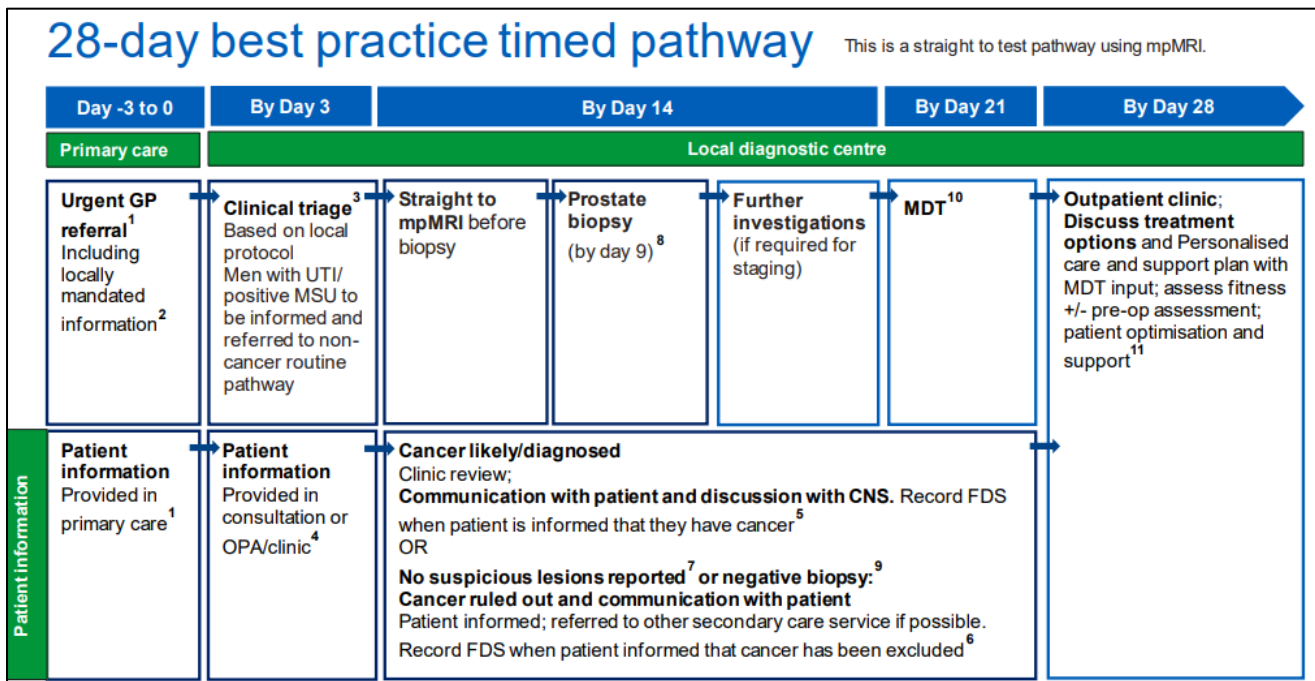 28-day best practice timed pathway
This is a straight to test pathway using mpMRI.
Day -3 to 0
By Day 3
By Day 14
By Day 21
By Day 28
Primary care
Local diagnostic centre
Urgent GP
referral1
Including
locally
mandated
information2
Clinical triage3
Based on local
protocol
Men with UTI/
positive MSU to
be informed and
referred to non-
cancer routine
pathway
Straight to
mpMRI before
biopsy
Prostate
biopsy
(by day 9)8
Further
investigations
(if required for
staging)
MDT10
Outpatient clinic;
Discuss treatment
options and Personalised
care and support plan with
MDT input; assess fitness
+/- pre-op assessment;
patient optimisation and
support11
Patient information
Patient
information
Provided in
primary care1
Patient
information
Provided in
consultation or
OPA/clinic4
Cancer likely/diagnosed
Clinic review;
Communication with patient and discussion with CNS. Record FDS
when patient is informed that they have cancer5
OR
No suspicious lesions reported7 or negative biopsy:9
Cancer ruled out and communication with patient
Patient informed; referred to other secondary care service if possible.
Record FDS when patient informed that cancer has been excluded6